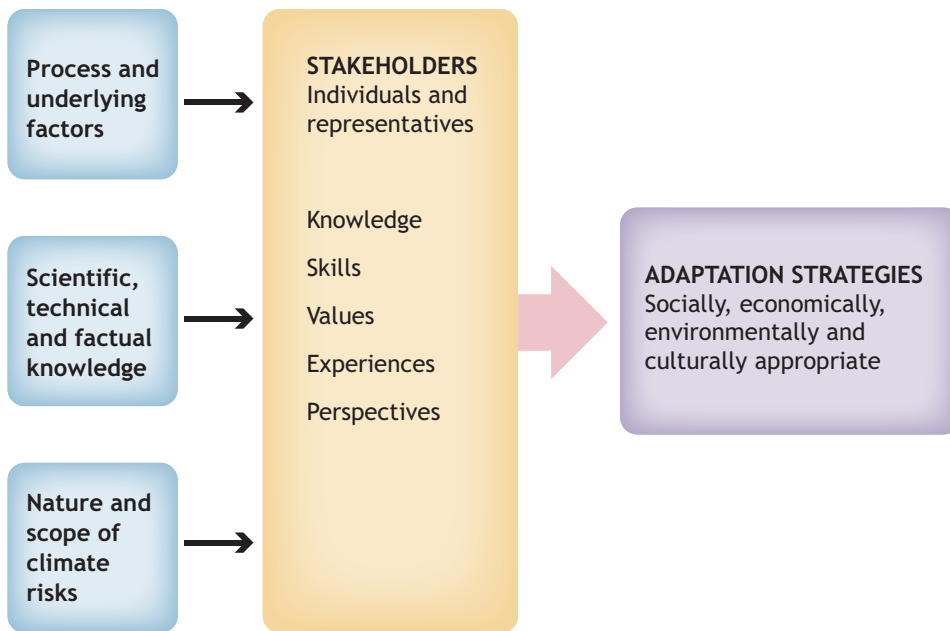 Process and
underlying
factors
Scientific,
technical
and factual
knowledge
Nature and
scope of
climate
risks
STAKEHOLDERS
Individuals and
representatives
Knowledge
Skills
Values
Experiences
Perspectives
ADAPTATION STRATEGIES
Socially, economically,
environmentally and
culturally appropriate